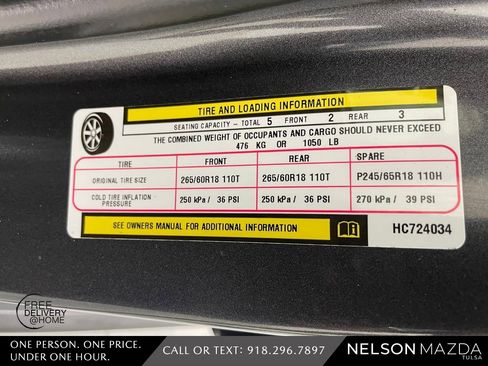 TIRE AND LOADING INFORMATION
SEATING CAPACITY - TOTAL 5 FRONT 2 REAR 3
THE COMBINED WEIGHT OF OCCUPANTS AND CARGO SHOULD NEVER EXCEED
476 KG OR 1050 LB
TIRE FRONT REAR SPARE
ORIGINAL TIRE SIZE 265/60R18 110T 265/60R18 110T P245/65R18 110H
COLD TIRE INFLATION PRESSURE 250 kPa / 36 PSI 250 kPa / 36 PSI 270 kPa / 39 PSI
SEE OWNERS MANUAL FOR ADDITIONAL INFORMATION HC724034
FREE
DELIVERY
@HOME
ONE PERSON. ONE PRICE.
UNDER ONE HOUR.
CALL OR TEXT: 918.296.7897
NELSON MAZDA
TULSA